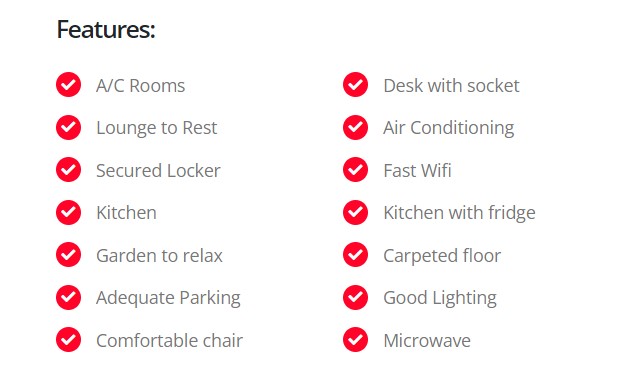 Features:
A/C Rooms
Lounge to Rest
Secured Locker
Kitchen
Garden to relax
Adequate Parking
Comfortable chair
Desk with socket
Air Conditioning
Fast Wifi
Kitchen with fridge
Carpeted floor
Good Lighting
Microwave